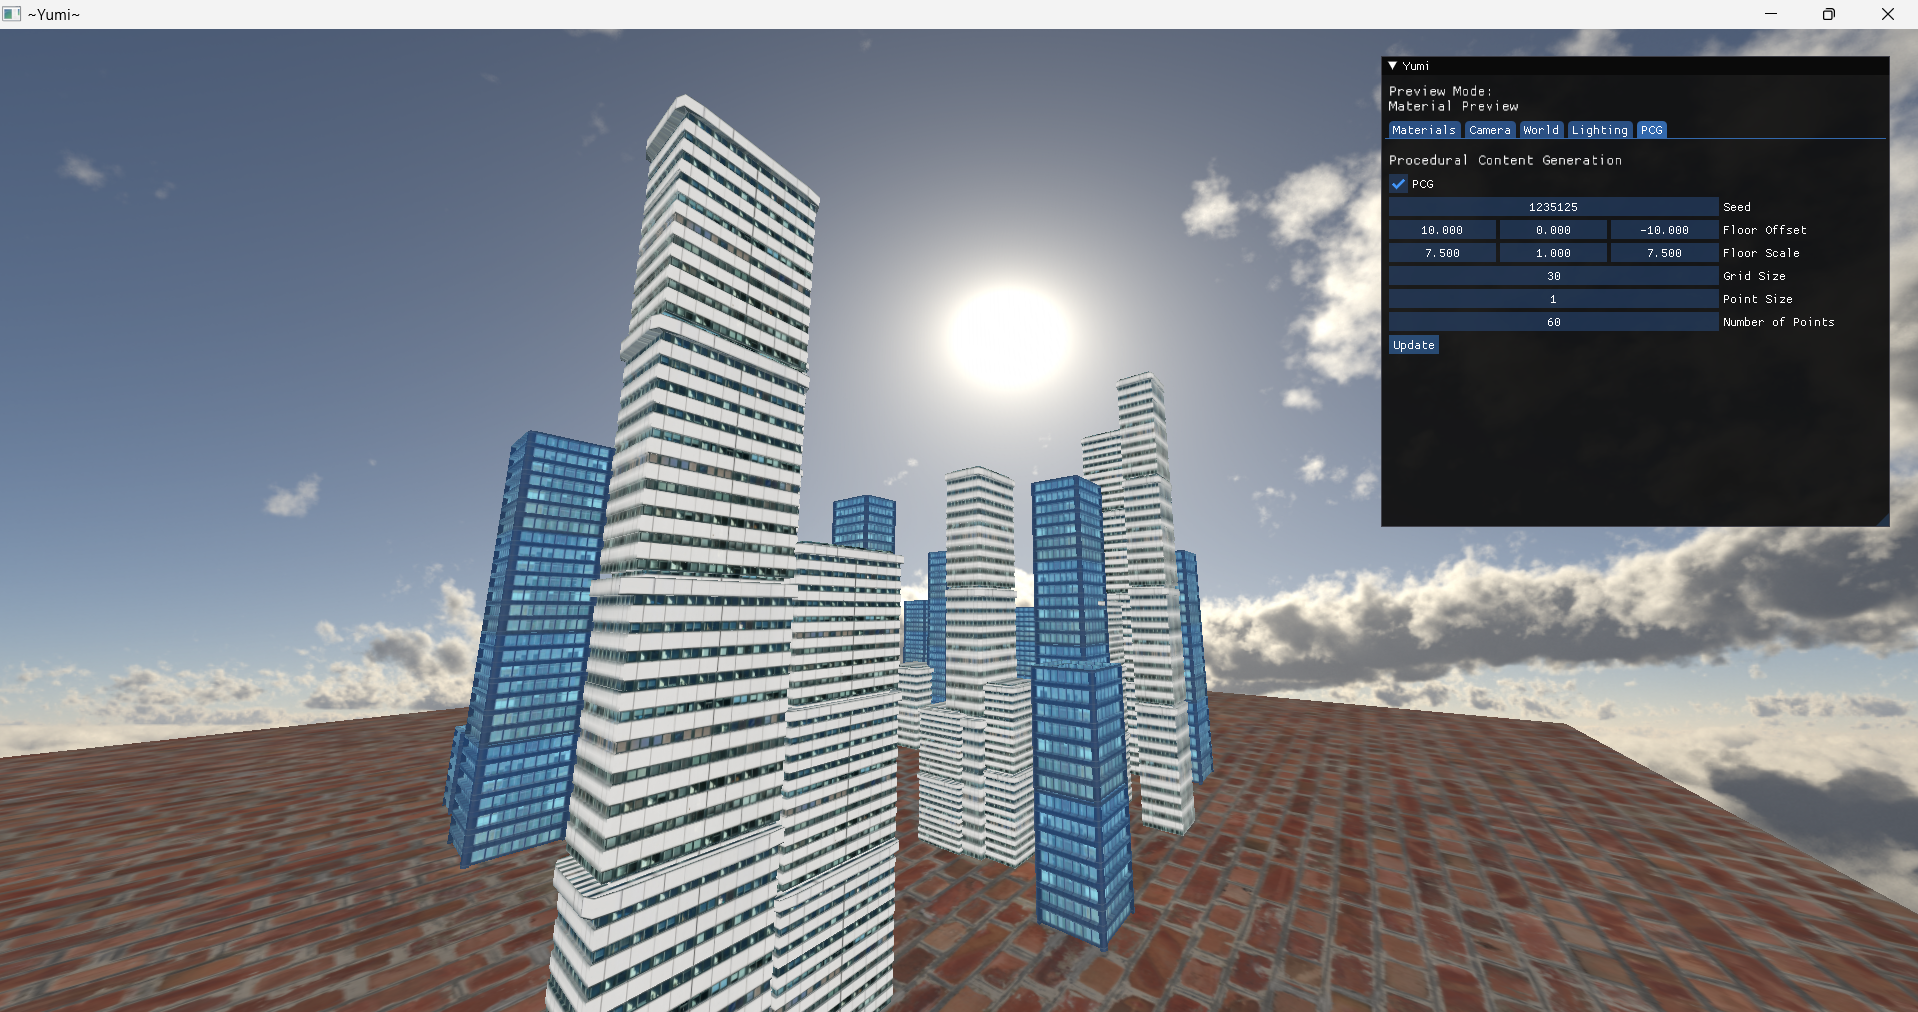 ~Yumi~
Yumi
Preview Mode:
Material Preview
Materials Camera World Lighting PCG
Procedural Content Generation
PCG
1235125 Seed
10.000 0.000 -10.000 Floor Offset
7.500 1.000 7.500 Floor Scale
30 Grid Size
1 Point Size
60 Number of Points
Update